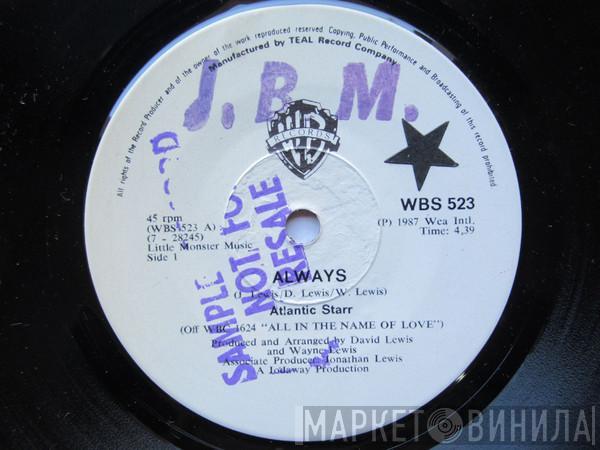 All rights of the Record Producer and of the owner of the work reproduced reserved. Copying, Public Performance and Broadcasting of this record prohibited
Manufactured by TEAL Record Company
J.B.M.
WB
RECORDS
WBS 523
45 rpm
(WBS 523 A)
(7 - 28245)
Little Monster Music
Side 1
(P) 1987 Wea Intl.
Time: 4,39
SAMPLE
NOT FO
RESALE
ALWAYS
(J. Lewis/D. Lewis/W. Lewis)
Atlantic Starr
(Off WBC 1624 "ALL IN THE NAME OF LOVE")
Produced and Arranged by David Lewis
and Wayne Lewis
Associate Producer Jonathan Lewis
A Jodaway Production
МАРКЕТ ВИНИЛА